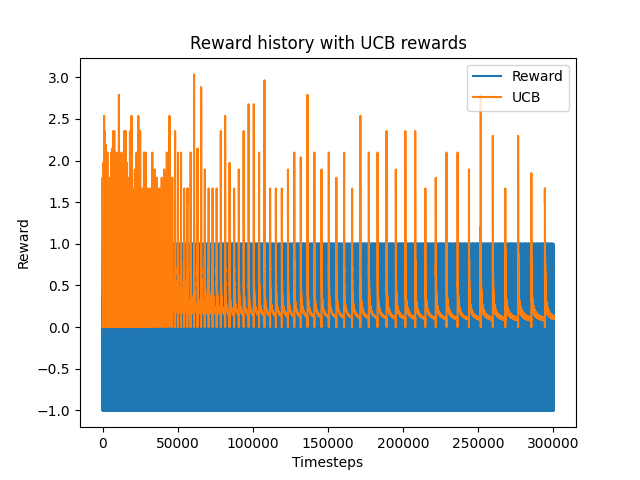 Reward history with UCB rewards
Reward
UCB
3.0
2.5
2.0
1.5
1.0
0.5
0.0
−0.5
−1.0
Reward
0 50000 100000 150000 200000 250000 300000
Timesteps